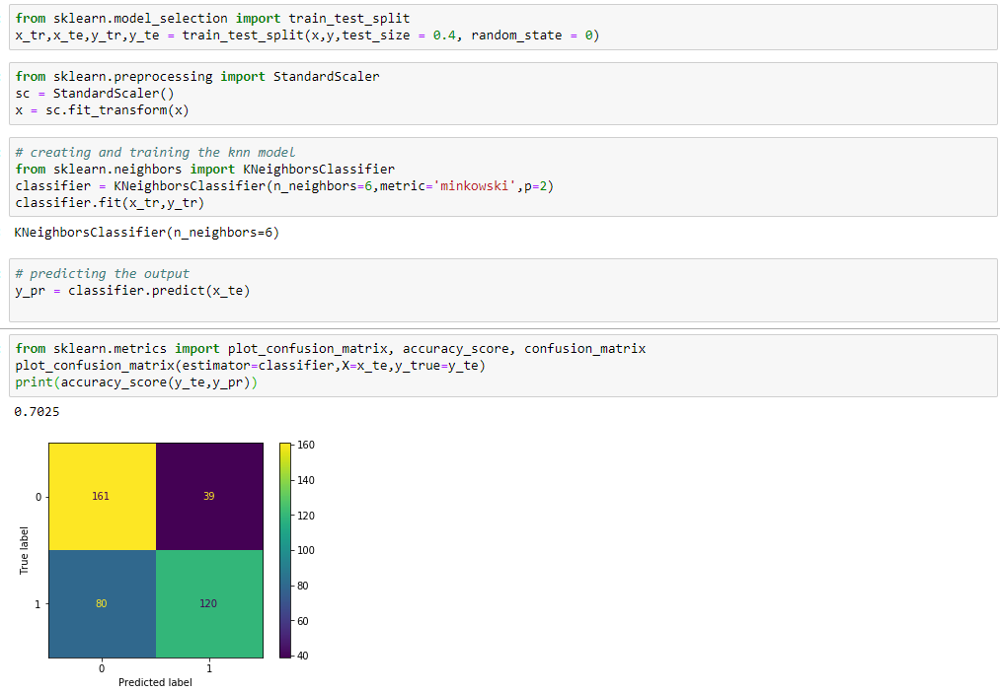 from sklearn.model_selection import train_test_split
x_tr,x_te,y_tr,y_te = train_test_split(x,y,test_size = 0.4, random_state = 0)
from sklearn.preprocessing import StandardScaler
sc = StandardScaler()
x = sc.fit_transform(x)
# creating and training the knn model
from sklearn.neighbors import KNeighborsClassifier
classifier = KNeighborsClassifier(n_neighbors=6,metric='minkowski',p=2)
classifier.fit(x_tr,y_tr)
KNeighborsClassifier(n_neighbors=6)
# predicting the output
y_pr = classifier.predict(x_te)
from sklearn.metrics import plot_confusion_matrix, accuracy_score, confusion_matrix
plot_confusion_matrix(estimator=classifier,X=x_te,y_true=y_te)
print(accuracy_score(y_te,y_pr))
0.7025
160
161
39
0
140
120
True label
100
80
120
1
80
60
40
0
1
Predicted label